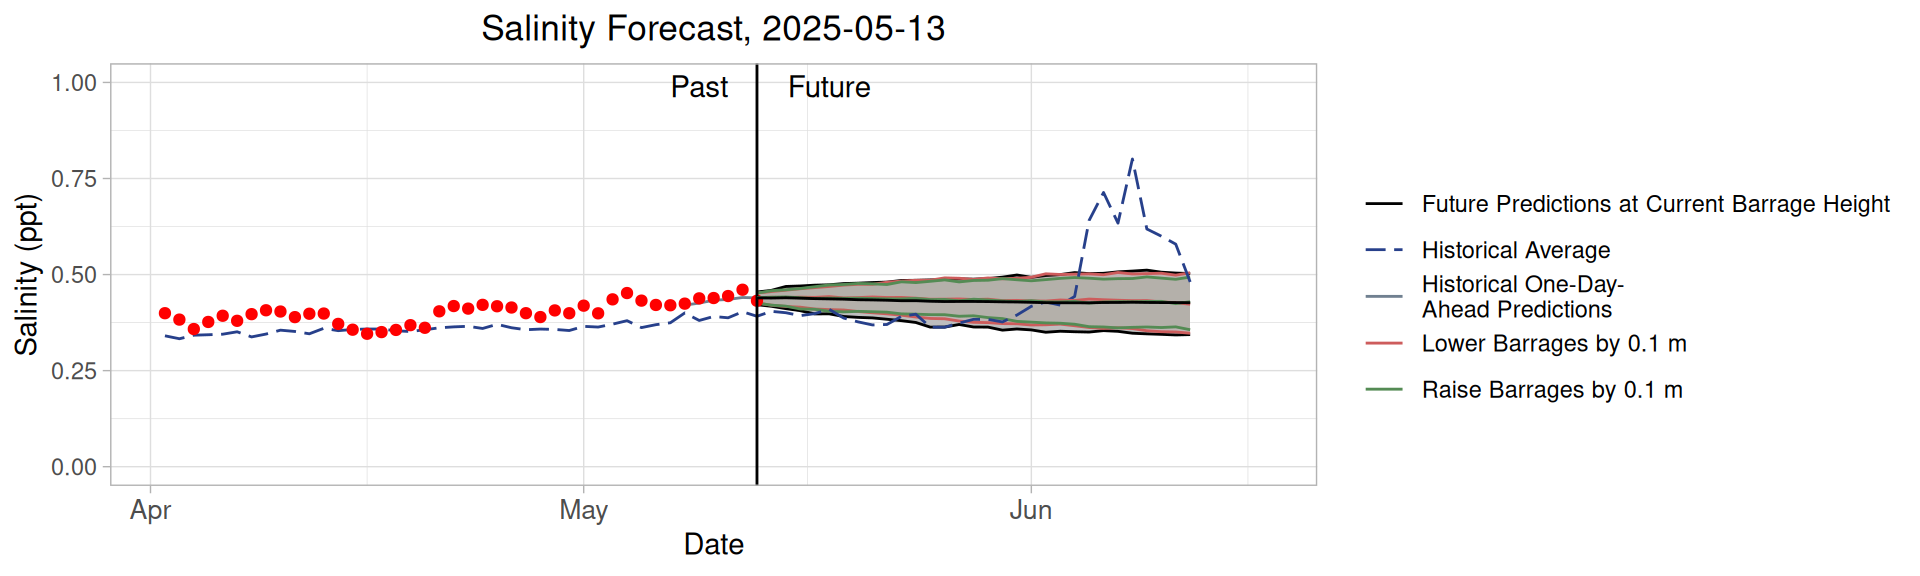 Salinity Forecast, 2025-05-13
Past
Future
1.00
0.75
0.50
0.25
0.00
Salinity (ppt)
Apr
May
Jun
Date
Future Predictions at Current Barrage Height
Historical Average
Historical One-Day-
Ahead Predictions
Lower Barrages by 0.1 m
Raise Barrages by 0.1 m